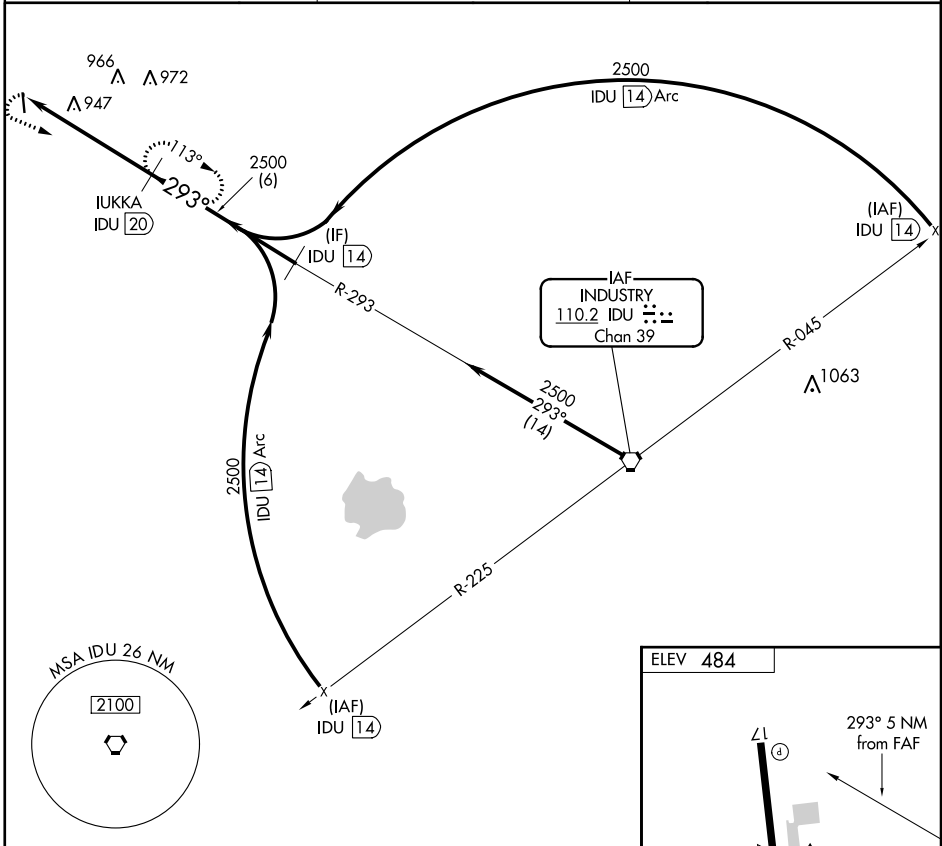 966
972
947
2500
IDU 14 Arc
113°
2500
(6)
293°
IUKKA
IDU 20
(IF)
IDU 14
(IAF)
IDU 14
R-293
IAF
INDUSTRY
110.2 IDU
Chan 39
R-045
1063
2500
293°
(14)
2500
IDU 14 Arc
R-225
MSA IDU 26 NM
2100
(IAF)
IDU 14
ELEV 484
17
P
293° 5 NM
from FAF